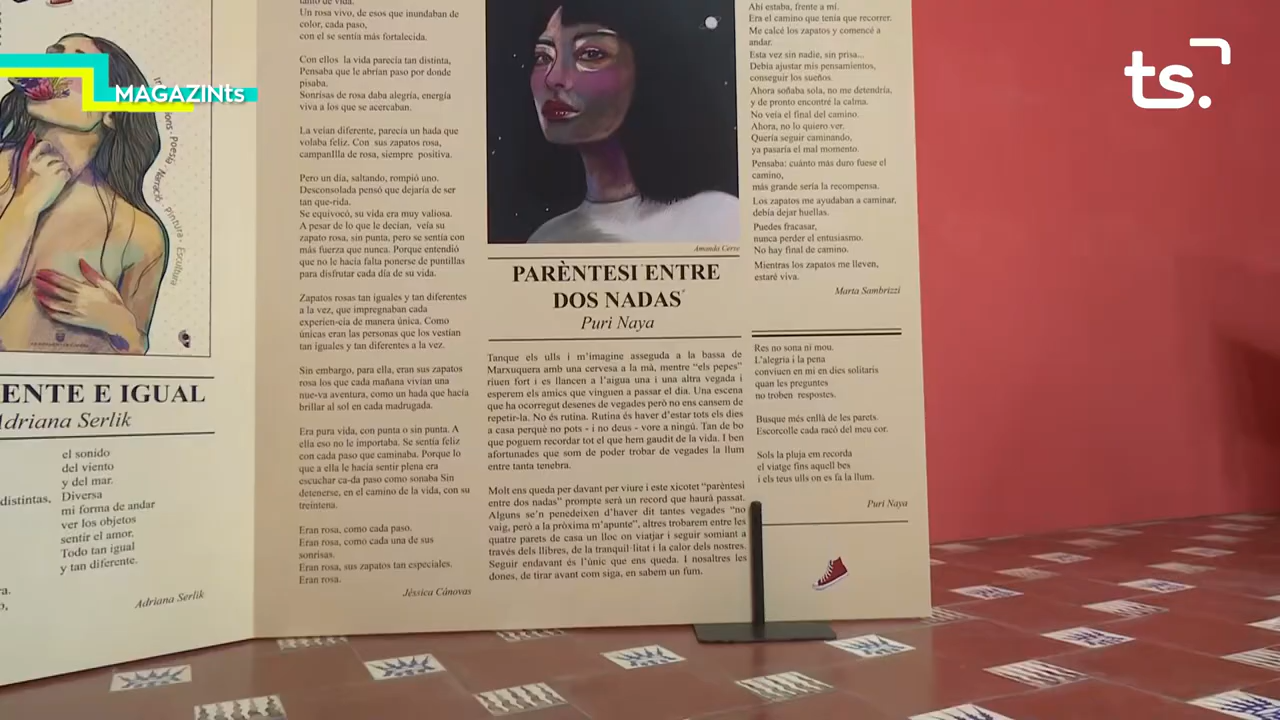 MAGAZINts
ts.
Poesia · Narració · Pintura · Escultura
ENTE E IGUAL
Adriana Serlik
el sonido
del viento
y del mar.
distintas,
Diversa
mi forma de andar
ver los objetos
sentir el amor.
Todo tan igual
y tan diferente.
Adriana Serlik
tanto de vida.
Un rosa vivo, de esos que inundaban de
color, cada paso,
con el se sentía más fortalecida.
Con ellos la vida parecía tan distinta,
Pensaba que le abrían paso por donde
pisaba.
Sonrisas de rosa daba alegría, energía
viva a los que se acercaban.
La veían diferente, parecía un hada que
volaba feliz. Con sus zapatos rosa,
campanilla de rosa, siempre positiva.
Pero un día, saltando, rompió uno.
Desconsolada pensó que dejaría de ser
tan que-rida.
Se equivocó, su vida era muy valiosa.
A pesar de lo que le decían, veía su
zapato rosa, sin punta, pero se sentía con
más fuerza que nunca. Porque entendió
que no le hacía falta ponerse de puntillas
para disfrutar cada día de su vida.
Zapatos rosas tan iguales y tan diferentes
a la vez, que impregnaban cada
experien-cia de manera única. Como
únicas eran las personas que los vestían
tan iguales y tan diferentes a la vez.
Sin embargo, para ella, eran sus zapatos
rosa los que cada mañana vivían una
nue-va aventura, como un hada que hacía
brillar al sol en cada madrugada.
Era pura vida, con punta o sin punta. A
ella eso no le importaba. Se sentía feliz
con cada paso que caminaba. Porque lo
que a ella le hacía sentir plena era
escuchar ca-da paso como sonaba Sin
detenerse, en el camino de la vida, con su
treintena.
Eran rosa, como cada paso.
Eran rosa, como cada una de sus
sonrisas.
Eran rosa, sus zapatos tan especiales.
Eran rosa.
Jéssica Cánovas
Amanda Cerro
PARÈNTESI ENTRE
DOS NADAS
Puri Naya
Tanque els ulls i m'imagine asseguda a la bassa de
Marxuquera amb una cervesa a la mà, mentre "els pepes"
riuen fort i es llancen a l'aigua una i una altra vegada i
esperem els amics que vinguen a passar el dia. Una escena
que ha ocorregut desenes de vegades però no ens cansem de
repetir-la. No és rutina. Rutina és haver d'estar tots els dies
a casa perquè no pots - i no deus - vore a ningú. Tan de bo
que poguem recordar tot el que hem gaudit de la vida. I ben
afortunades que som de poder trobar de vegades la llum
entre tanta tenebra.
Molt ens queda per davant per viure i este xicotet "parèntesi
entre dos nadas" prompte serà un record que haurà passat.
Alguns se'n penedeixen d'haver dit tantes vegades "no
vaig, però a la pròxima m'apunte", altres trobarem entre les
quatre parets de casa un lloc on viatjar i seguir somiant a
través dels llibres, de la tranquil·litat i la calor dels nostres.
Seguir endavant és l'únic que ens queda. I nosaltres les
dones, de tirar avant com siga, en sabem un fum.
Ahí estaba, frente a mí.
Era el camino que tenía que recorrer.
Me calcé los zapatos y comencé a
andar.
Esta vez sin nadie, sin prisa...
Debía ajustar mis pensamientos,
conseguir los sueños.
Ahora soñaba sola, no me detendría,
y de pronto encontré la calma.
No veía el final del camino.
Ahora, no lo quiero ver.
Quería seguir caminando,
ya pasaría el mal momento.
Pensaba: cuánto más duro fuese el
camino,
más grande sería la recompensa.
Los zapatos me ayudaban a caminar,
debía dejar huellas.
Puedes fracasar,
nunca perder el entusiasmo.
No hay final de camino.
Mientras los zapatos me lleven,
estaré viva.
Marta Sambrizzi
Res no sona ni mou.
L'alegria i la pena
conviuen en mi en dies solitaris
quan les preguntes
no troben respostes.
Busque més enllà de les parets.
Escorcolle cada racó del meu cor.
Sols la pluja em recorda
el viatge fins aquell bes
i els teus ulls on es fa la llum.
Puri Naya